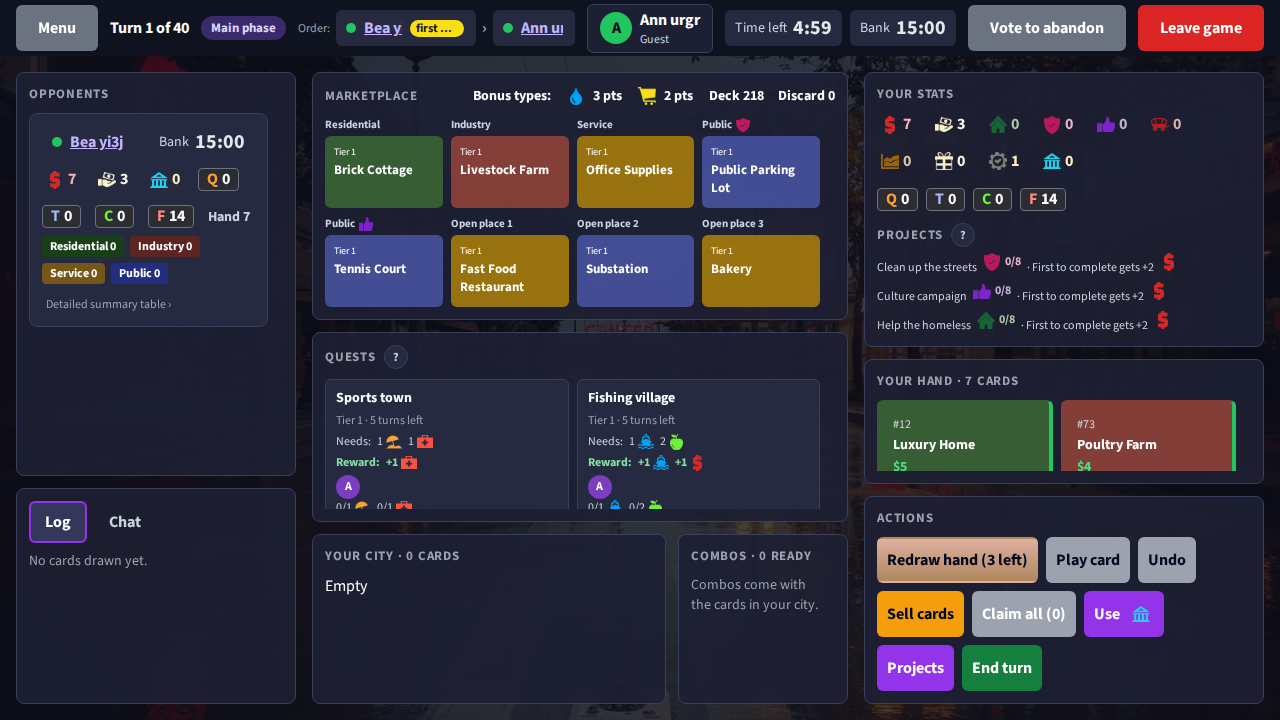 Menu
Turn 1 of 40
Main phase
Order:
Bea y
first ...
›
Ann ur
A
Ann urgr
Guest
Time left 4:59
Bank 15:00
Vote to abandon
Leave game
OPPONENTS
Bea yi3j
Bank 15:00
7 3 0 Q 0
T 0 C 0 F 14 Hand 7
Residential 0 Industry 0
Service 0 Public 0
Detailed summary table ›
Log
Chat
No cards drawn yet.
MARKETPLACE
Bonus types: 3 pts 2 pts Deck 218 Discard 0
Residential Industry Service Public
Tier 1
Brick Cottage
Tier 1
Livestock Farm
Tier 1
Office Supplies
Tier 1
Public Parking
Lot
Public Open place 1 Open place 2 Open place 3
Tier 1
Tennis Court
Tier 1
Fast Food
Restaurant
Tier 1
Substation
Tier 1
Bakery
QUESTS ?
Sports town
Tier 1 · 5 turns left
Needs: 1 1
Reward: +1
A
0/1 0/1
Fishing village
Tier 1 · 5 turns left
Needs: 1 2
Reward: +1 +1
A
0/1 0/2
YOUR CITY · 0 CARDS
Empty
COMBOS · 0 READY
Combos come with
the cards in your city.
YOUR STATS
7 3 0 0 0 0
0 0 1 0
Q 0 T 0 C 0 F 14
PROJECTS ?
Clean up the streets 0/8 · First to complete gets +2
Culture campaign 0/8 · First to complete gets +2
Help the homeless 0/8 · First to complete gets +2
YOUR HAND · 7 CARDS
#12
Luxury Home
$5
#73
Poultry Farm
$4
ACTIONS
Redraw hand (3 left)
Play card
Undo
Sell cards
Claim all (0)
Use
Projects
End turn